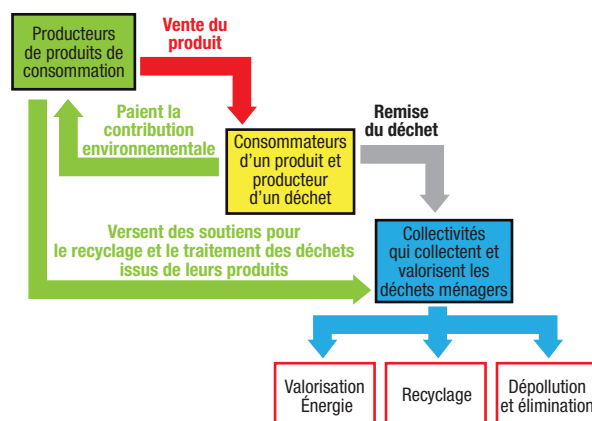 Producteurs
de produits de
consommation
Vente du
produit
Paient la
contribution
environnementale
Consommateurs
d'un produit et
producteur
d'un déchet
Remise
du déchet
Versent des soutiens pour
le recyclage et le traitement des déchets
issus de leurs produits
Collectivités
qui collectent et
valorisent les
déchets ménagers
Valorisation
Énergie
Recyclage
Dépollution
et élimination